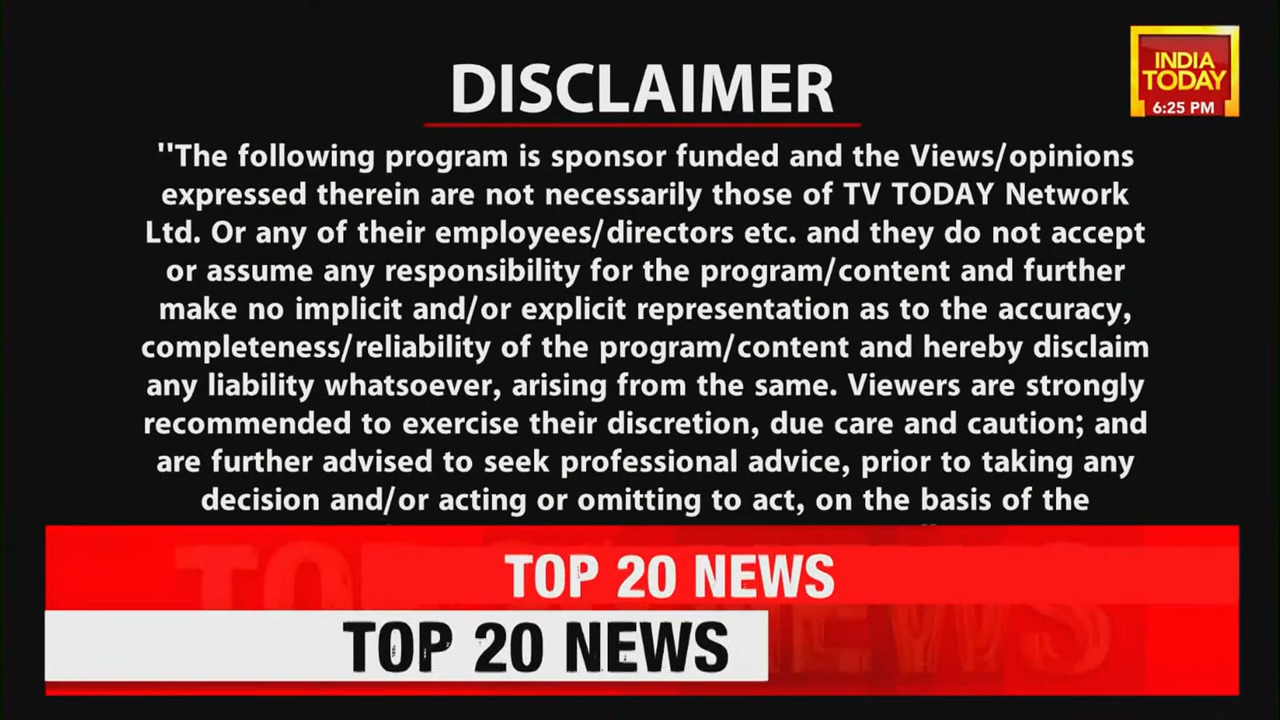 DISCLAIMER
INDIA
TODAY
6:25 PM
''The following program is sponsor funded and the Views/opinions
expressed therein are not necessarily those of TV TODAY Network
Ltd. Or any of their employees/directors etc. and they do not accept
or assume any responsibility for the program/content and further
make no implicit and/or explicit representation as to the accuracy,
completeness/reliability of the program/content and hereby disclaim
any liability whatsoever, arising from the same. Viewers are strongly
recommended to exercise their discretion, due care and caution; and
are further advised to seek professional advice, prior to taking any
decision and/or acting or omitting to act, on the basis of the
TOP 20 NEWS
TOP 20 NEWS